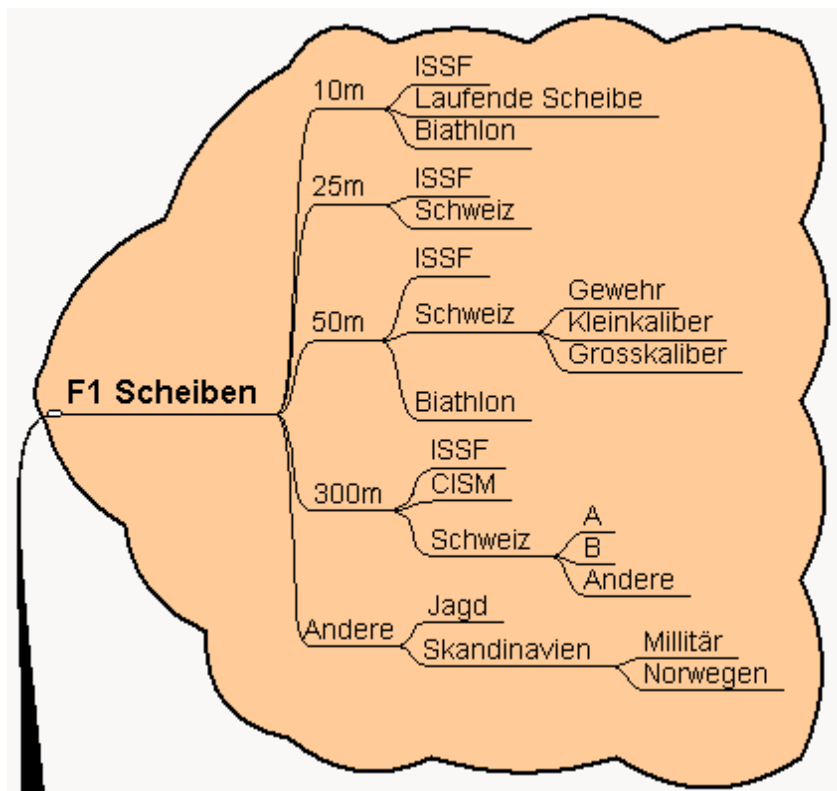 F1 Scheiben
10m
ISSF
Laufende Scheibe
Biathlon
25m
ISSF
Schweiz
50m
ISSF
Schweiz
Gewehr
Kleinkaliber
Grosskaliber
Biathlon
300m
ISSF
CISM
Schweiz
A
B
Andere
Andere
Jagd
Skandinavien
Millitär
Norwegen